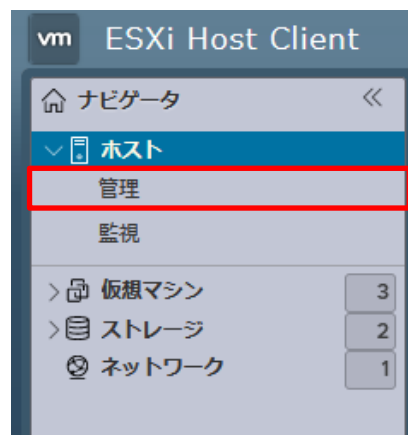 vm ESXi Host Client
ナビゲータ
ホスト
管理
監視
仮想マシン 3
ストレージ 2
ネットワーク 1